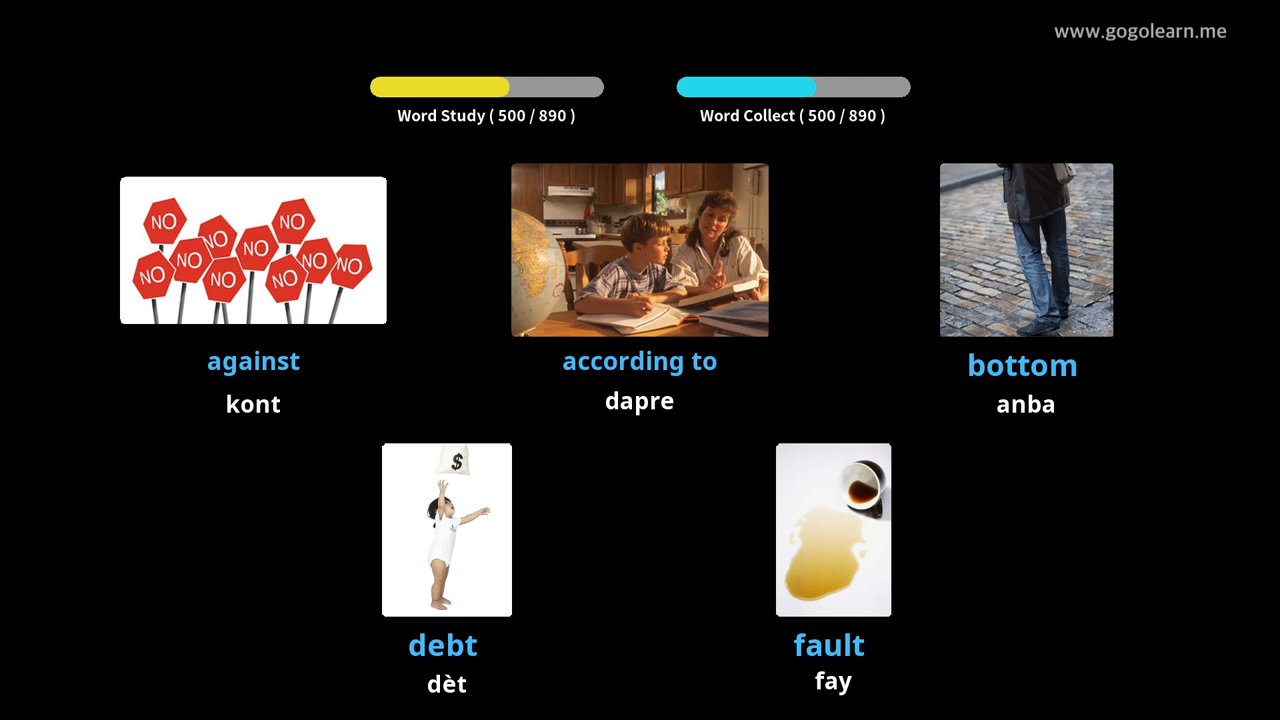 www.gogolearn.me
Word Study ( 500 / 890 )
Word Collect ( 500 / 890 )
NO
NO
NO
NO
NO
NO
NO
NO
NO
NO
against
according to
bottom
kont
dapre
anba
$
debt
fault
dèt
fay